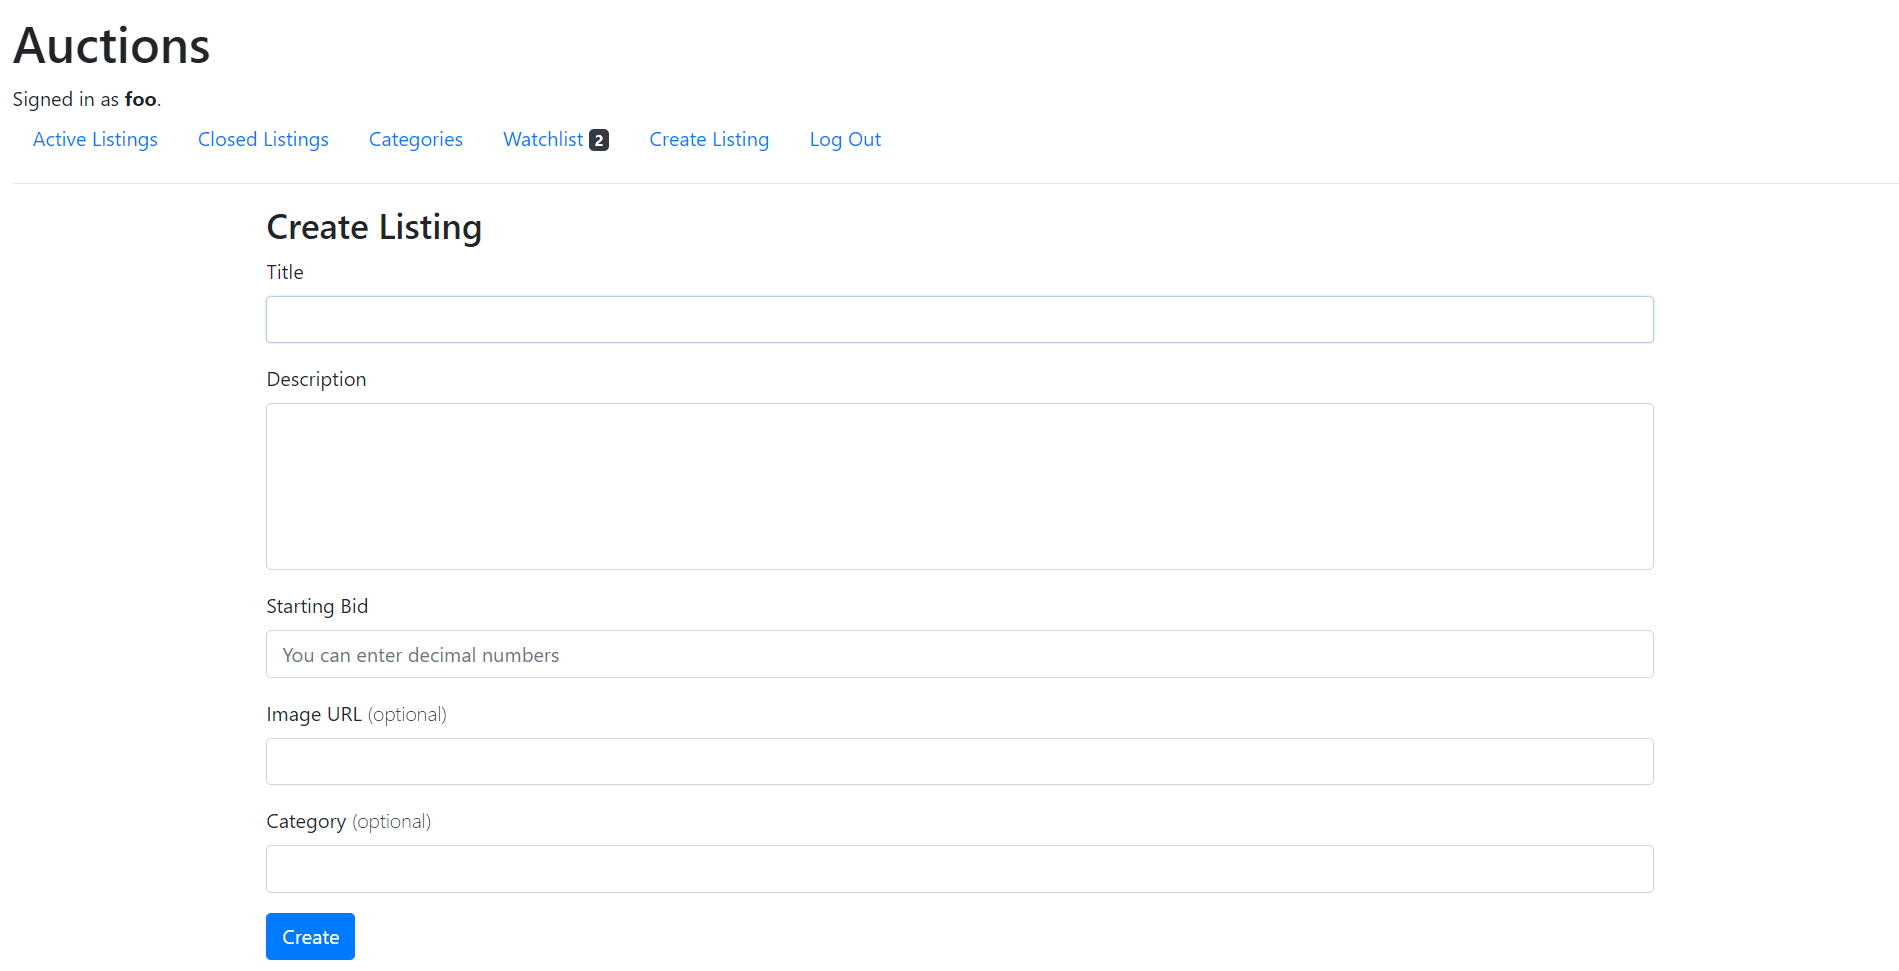 Auctions
Signed in as foo.
Active Listings Closed Listings Categories Watchlist 2 Create Listing Log Out
Create Listing
Title
Description
Starting Bid
You can enter decimal numbers
Image URL (optional)
Category (optional)
Create